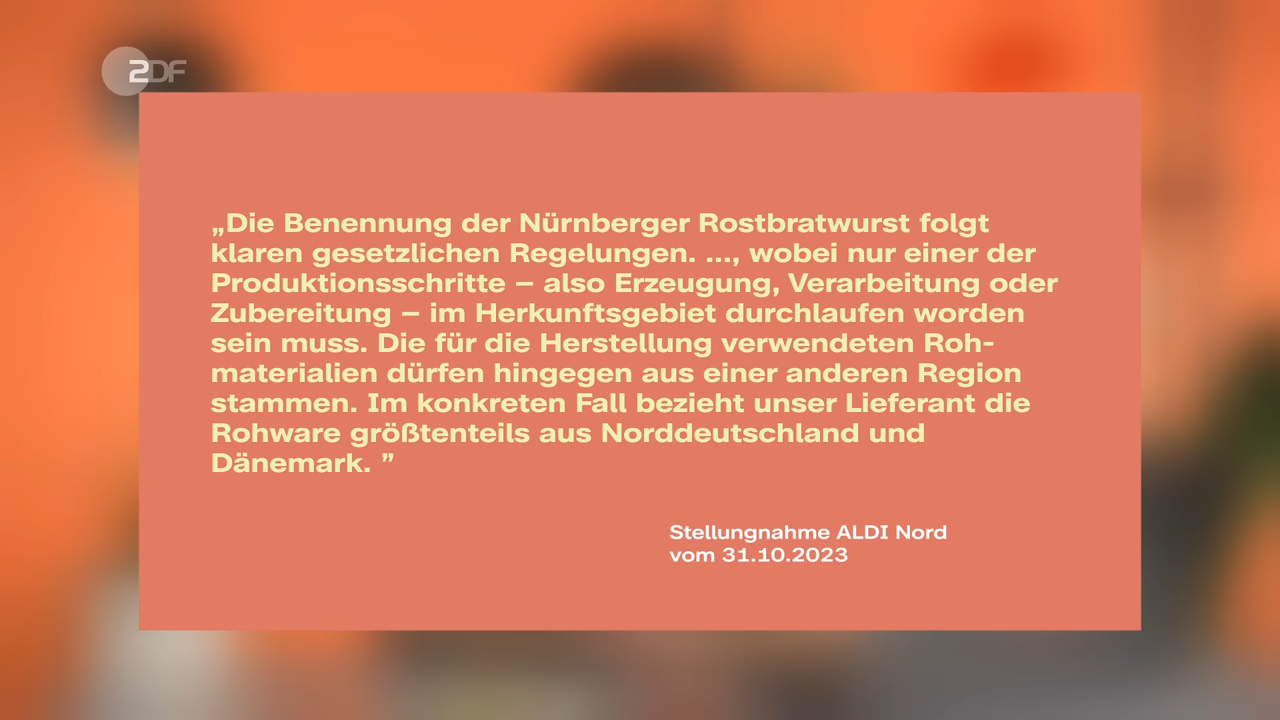 ZDF
„Die Benennung der Nürnberger Rostbratwurst folgt
klaren gesetzlichen Regelungen. ..., wobei nur einer der
Produktionsschritte – also Erzeugung, Verarbeitung oder
Zubereitung – im Herkunftsgebiet durchlaufen worden
sein muss. Die für die Herstellung verwendeten Roh-
materialien dürfen hingegen aus einer anderen Region
stammen. Im konkreten Fall bezieht unser Lieferant die
Rohware größtenteils aus Norddeutschland und
Dänemark. ”
Stellungnahme ALDI Nord
vom 31.10.2023